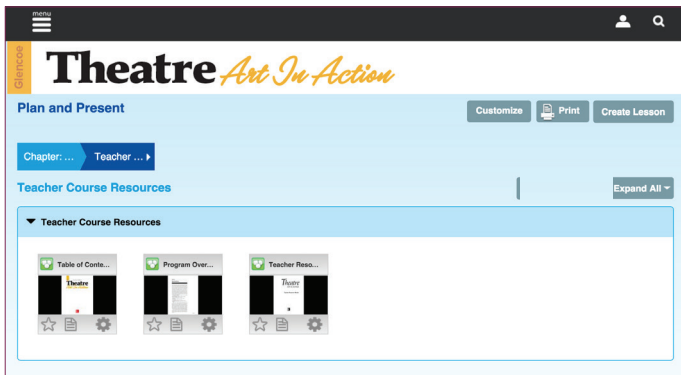 menu
Glencoe
Theatre Art In Action
Plan and Present
Customize
Print
Create Lesson
Chapter: ...
Teacher ...
Teacher Course Resources
Expand All
Teacher Course Resources
Table of Conte...
Program Over...
Teacher Reso...
Theatre
Theatre